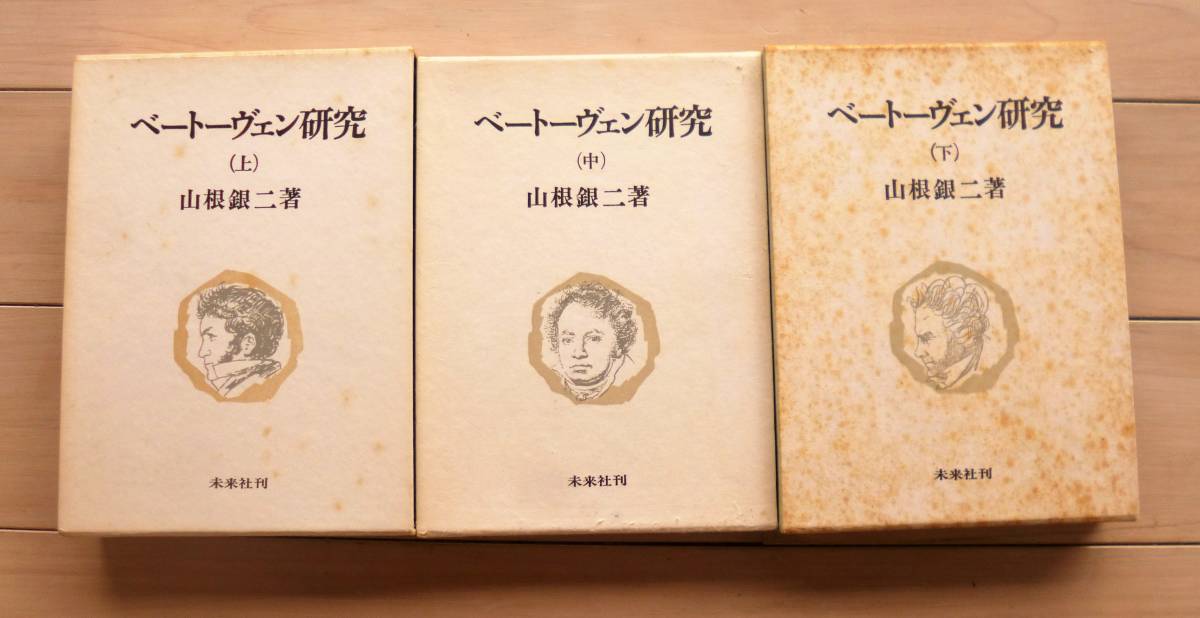 ベートーヴェン研究
(上)
山根銀二著
未来社刊
ベートーヴェン研究
(中)
山根銀二著
未来社刊
ベートーヴェン研究
(下)
山根銀二著
未来社刊